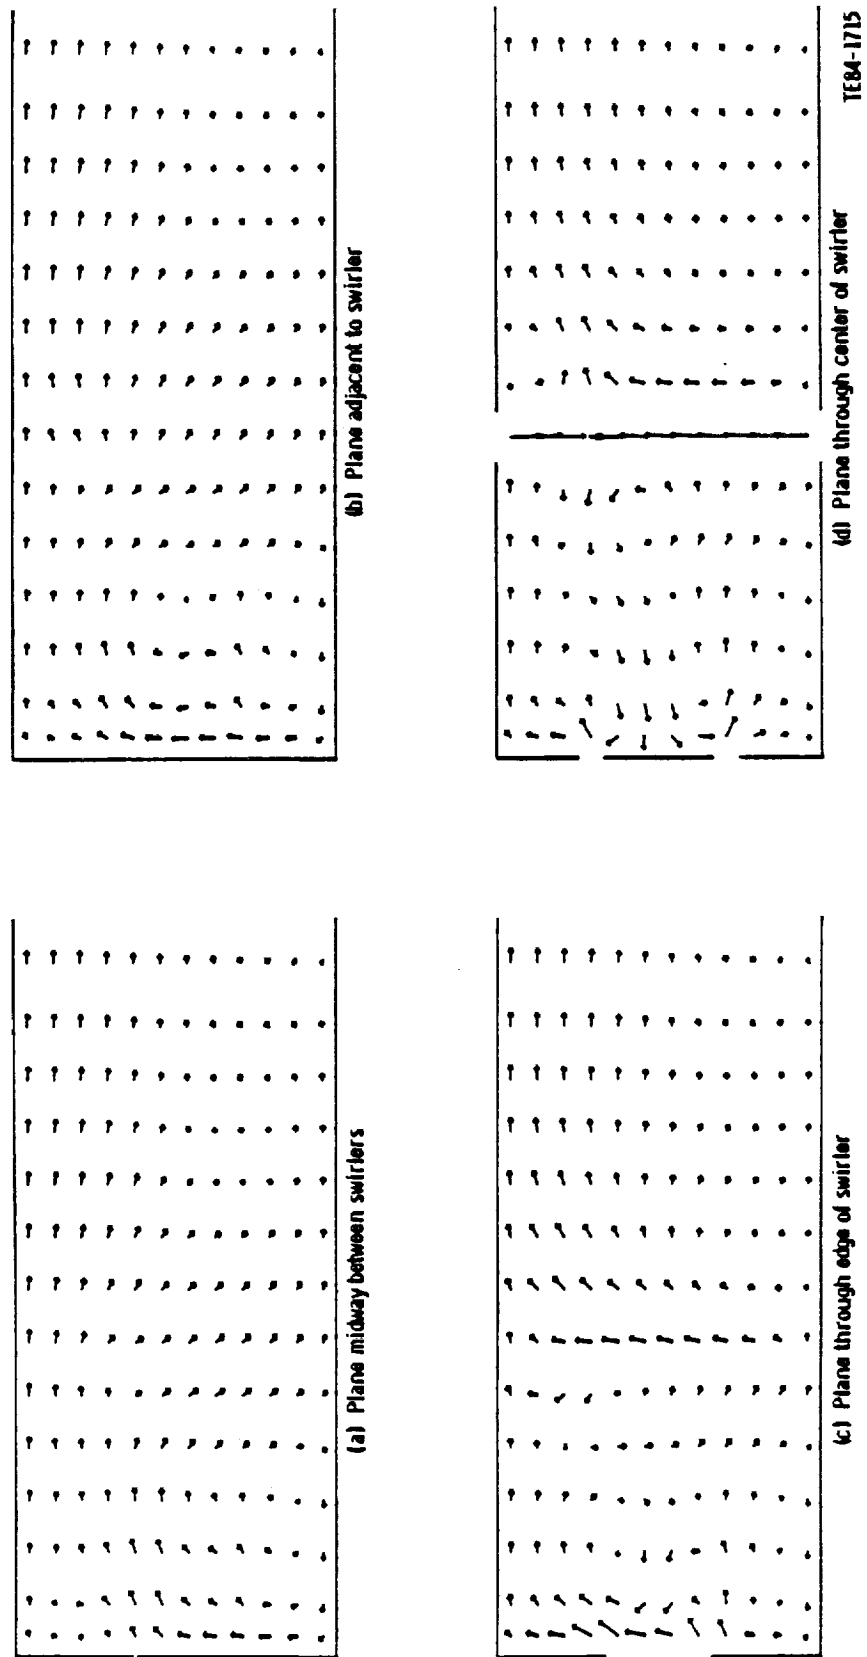 (a) Plane midway between swirlers
(b) Plane adjacent to swirler
(c) Plane through edge of swirler
(d) Plane through center of swirler
TE84-1715